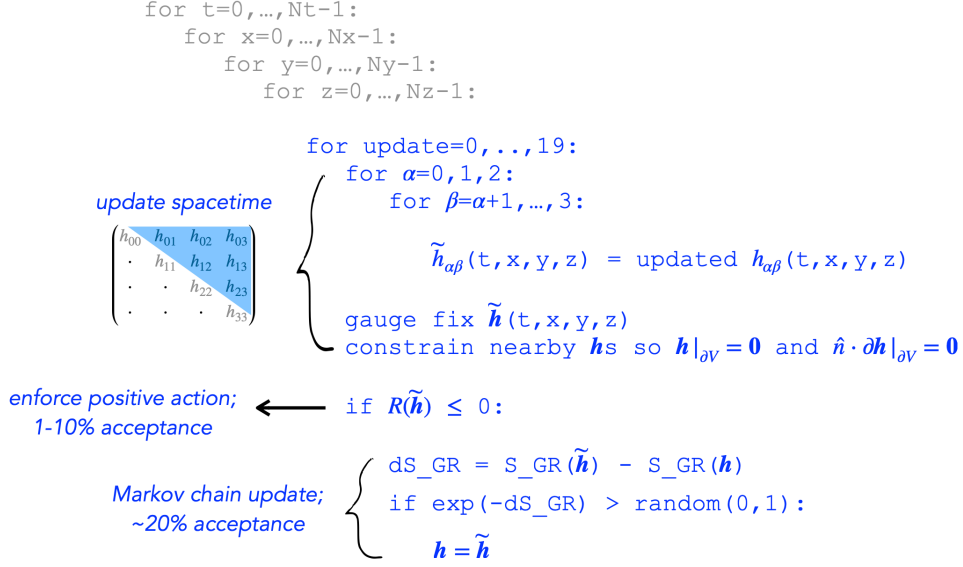 for t=0,…,Nt-1:
for x=0,…,Nx-1:
for y=0,…,Ny-1:
for z=0,…,Nz-1:
for update=0,..,19:
for α=0,1,2:
for β=α+1,…,3:
update spacetime
h₀₀ h₀₁ h₀₂ h₀₃
· h₁₁ h₁₂ h₁₃
· · h₂₂ h₂₃
· · · h₃₃
h̃αβ(t,x,y,z) = updated hαβ(t,x,y,z)
gauge fix h̃(t,x,y,z)
constrain nearby hs so h|∂V = 0 and n̂ · ∂h|∂V = 0
enforce positive action;
1-10% acceptance
if R(h̃) ≤ 0:
dS_GR = S_GR(h̃) - S_GR(h)
Markov chain update;
~20% acceptance
if exp(-dS_GR) > random(0,1):
h = h̃